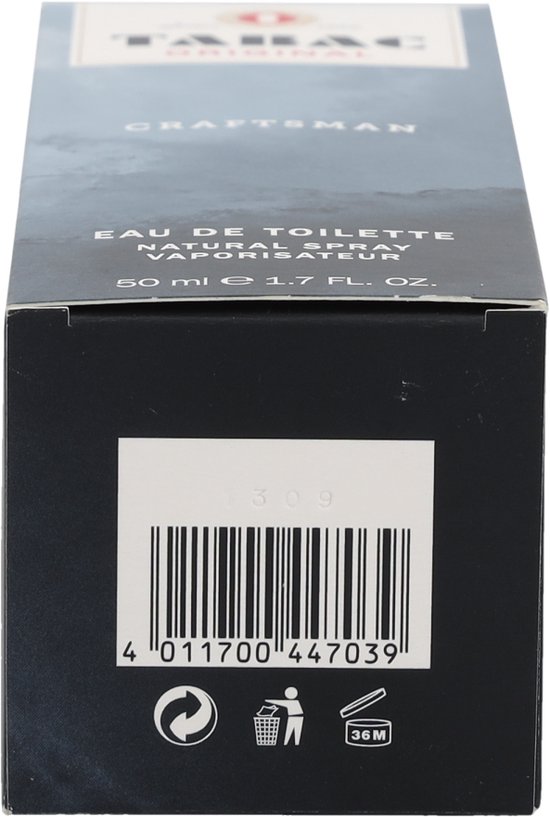 TABAC
ORIGINAL
CRAFTSMAN
EAU DE TOILETTE
NATURAL SPRAY
VAPORISATEUR
50 ml ℮ 1.7 FL. OZ.
309
4 011700 447039
36M